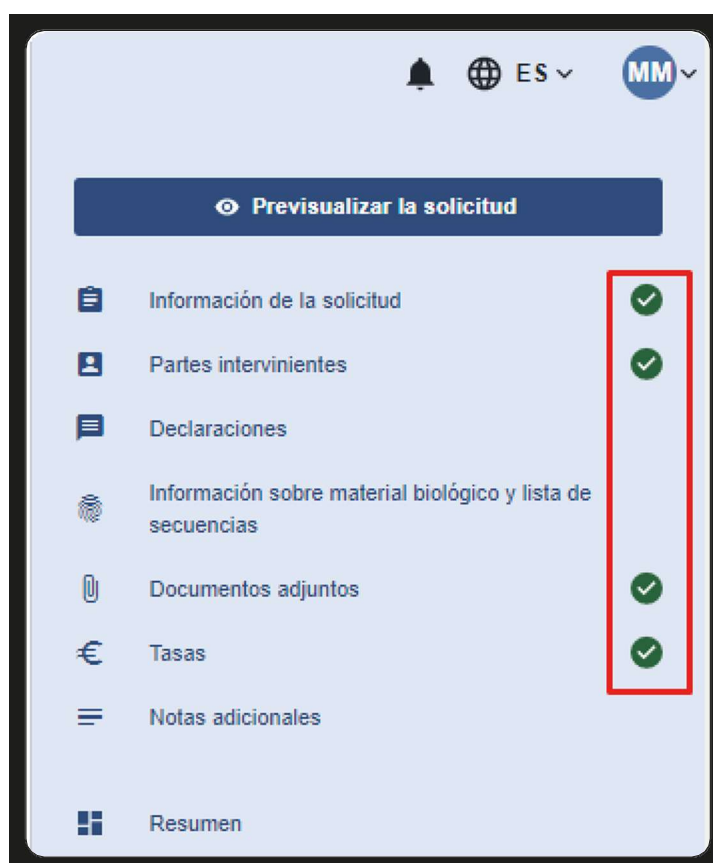 ES
MM
Previsualizar la solicitud
Información de la solicitud
Partes intervinientes
Declaraciones
Información sobre material biológico y lista de
secuencias
Documentos adjuntos
Tasas
Notas adicionales
Resumen